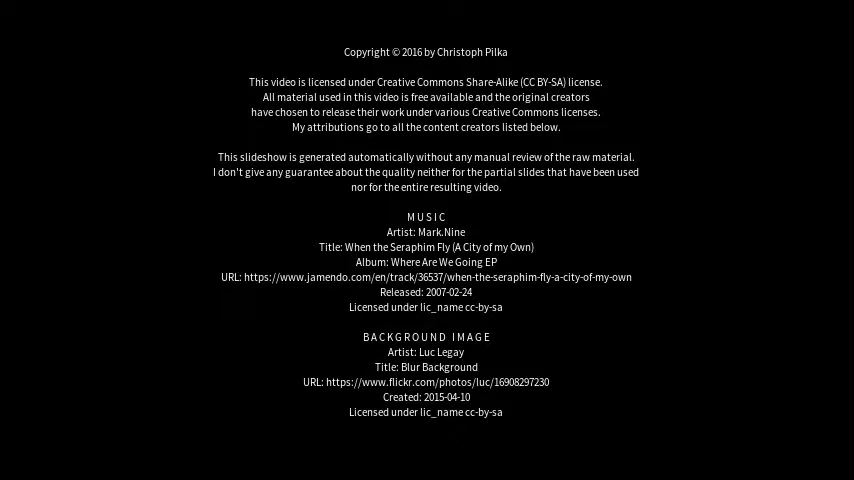 Copyright © 2016 by Christoph Pilka
This video is licensed under Creative Commons Share-Alike (CC BY-SA) license.
All material used in this video is free available and the original creators
have chosen to release their work under various Creative Commons licenses.
My attributions go to all the content creators listed below.
This slideshow is generated automatically without any manual review of the raw material.
I don't give any guarantee about the quality neither for the partial slides that have been used
nor for the entire resulting video.
M U S I C
Artist: Mark.Nine
Title: When the Seraphim Fly (A City of my Own)
Album: Where Are We Going EP
URL: https://www.jamendo.com/en/track/36537/when-the-seraphim-fly-a-city-of-my-own
Released: 2007-02-24
Licensed under lic_name cc-by-sa
B A C K G R O U N D   I M A G E
Artist: Luc Legay
Title: Blur Background
URL: https://www.flickr.com/photos/luc/16908297230
Created: 2015-04-10
Licensed under lic_name cc-by-sa